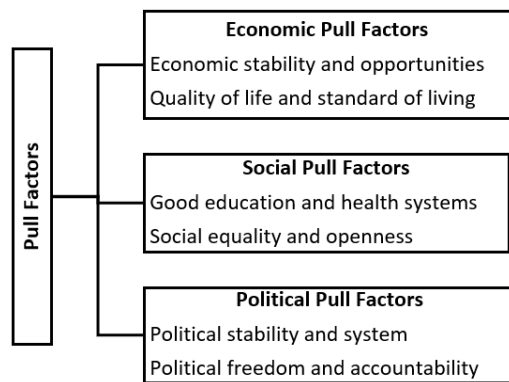 Pull Factors
Economic Pull Factors
Economic stability and opportunities
Quality of life and standard of living
Social Pull Factors
Good education and health systems
Social equality and openness
Political Pull Factors
Political stability and system
Political freedom and accountability